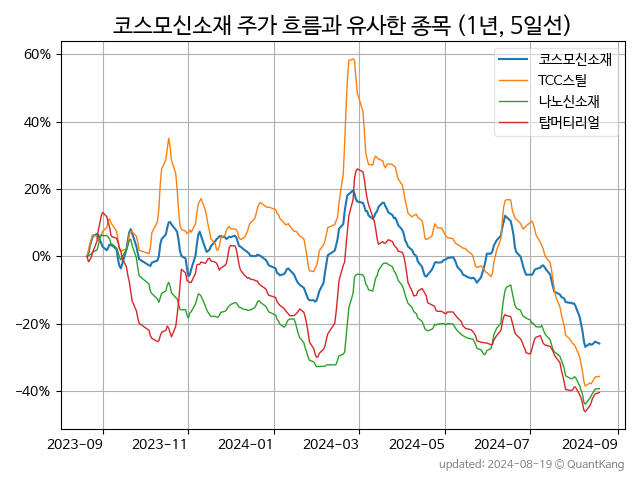 코스모신소재 주가 흐름과 유사한 종목 (1년, 5일선)
코스모신소재
TCC스틸
나노신소재
탑머티리얼
60%
40%
20%
0%
−20%
−40%
2023-09 2023-11 2024-01 2024-03 2024-05 2024-07 2024-09
updated: 2024-08-19 © QuantKang